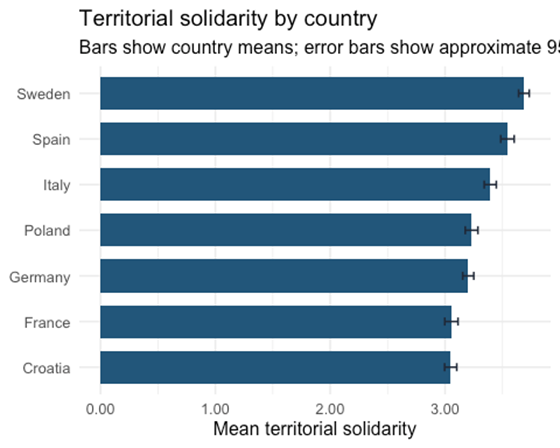 Territorial solidarity by country
Bars show country means; error bars show approximate 95
Sweden
Spain
Italy
Poland
Germany
France
Croatia
0.00 1.00 2.00 3.00
Mean territorial solidarity